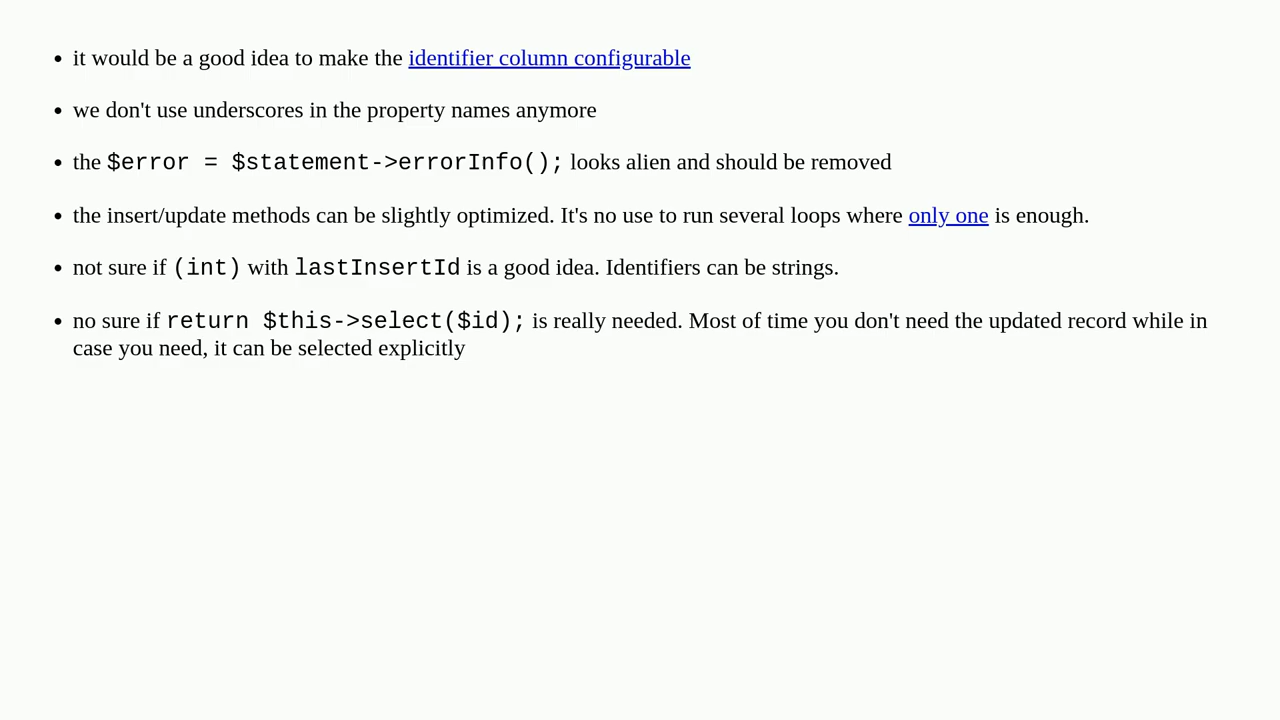 • it would be a good idea to make the identifier column configurable
• we don't use underscores in the property names anymore
• the $error = $statement->errorInfo(); looks alien and should be removed
• the insert/update methods can be slightly optimized. It's no use to run several loops where only one is enough.
• not sure if (int) with lastInsertId is a good idea. Identifiers can be strings.
• no sure if return $this->select($id); is really needed. Most of time you don't need the updated record while in
case you need, it can be selected explicitly